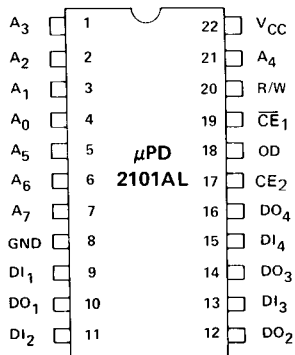 A₃ 1 22 V_CC
A₂ 2 21 A₄
A₁ 3 20 R/W
A₀ 4 19 C̅E̅₁
A₅ 5 18 OD
μPD
2101AL
A₆ 6 17 CE₂
A₇ 7 16 DO₄
GND 8 15 DI₄
DI₁ 9 14 DO₃
DO₁ 10 13 DI₃
DI₂ 11 12 DO₂